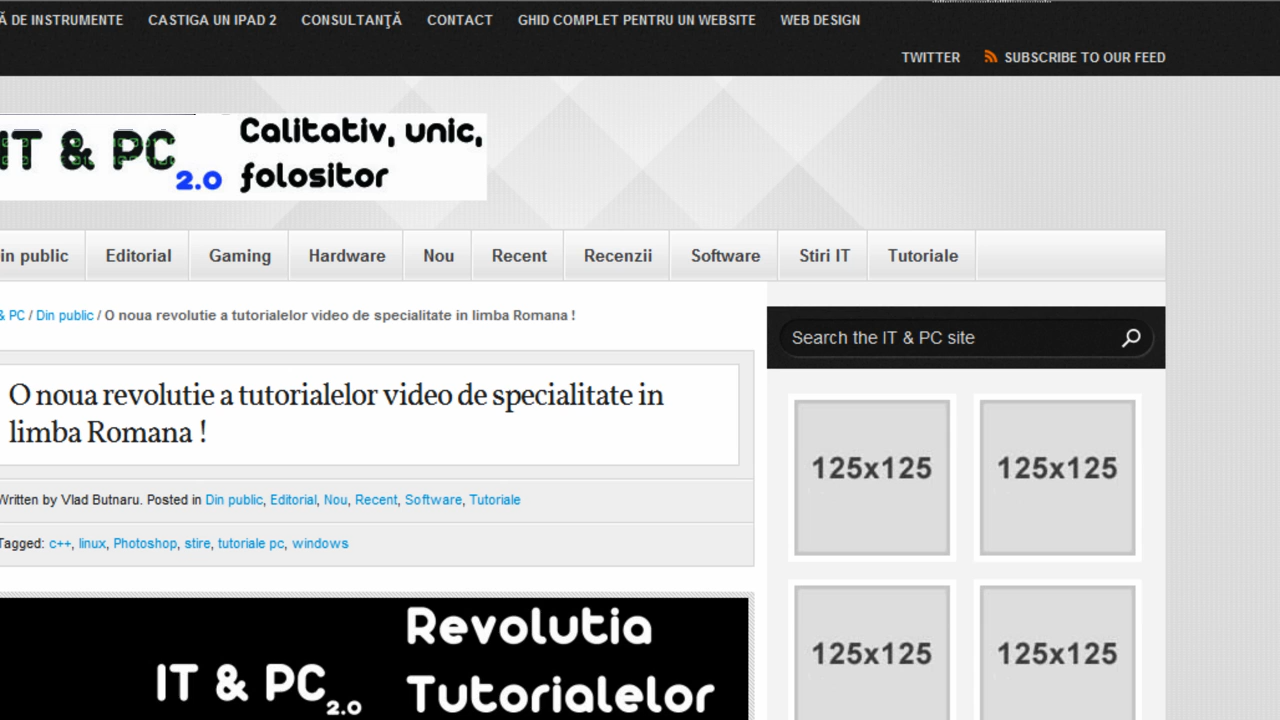 Ă DE INSTRUMENTE CASTIGA UN IPAD 2 CONSULTANŢĂ CONTACT GHID COMPLET PENTRU UN WEBSITE WEB DESIGN
TWITTER SUBSCRIBE TO OUR FEED
IT & PC 2.0
Calitativ, unic,
folositor
in public Editorial Gaming Hardware Nou Recent Recenzii Software Stiri IT Tutoriale
& PC / Din public / O noua revolutie a tutorialelor video de specialitate in limba Romana !
Search the IT & PC site
O noua revolutie a tutorialelor video de specialitate in
limba Romana !
Written by Vlad Butnaru. Posted in Din public, Editorial, Nou, Recent, Software, Tutoriale
Tagged: c++, linux, Photoshop, stire, tutoriale pc, windows
125x125 125x125
125x125 125x125
Revolutia
IT & PC 2.0
Tutorialelor